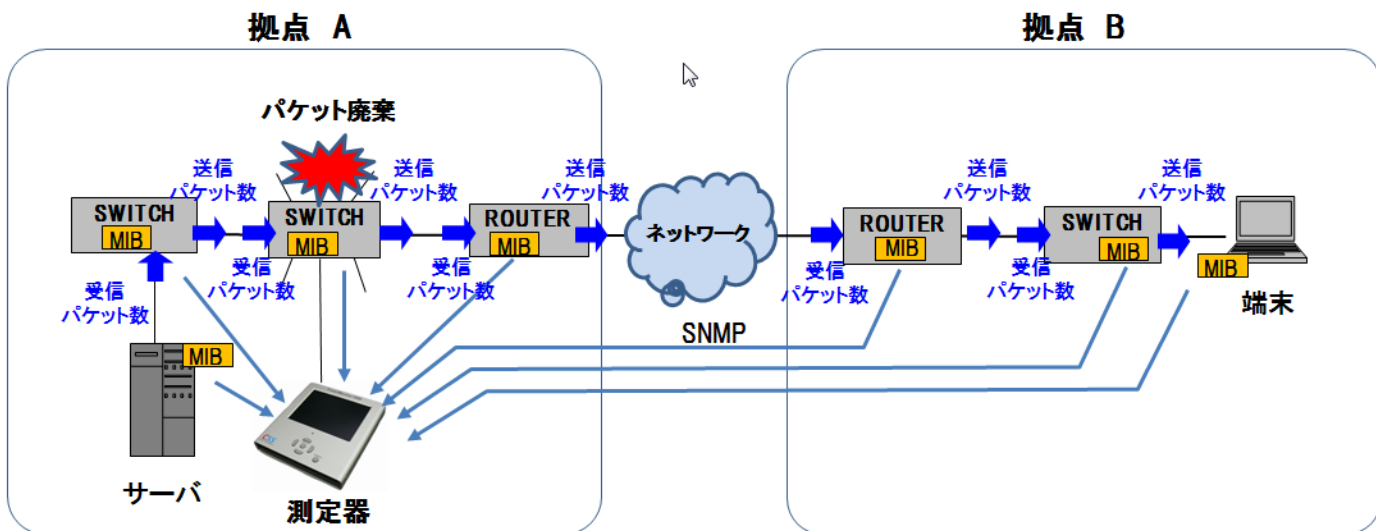 拠点 A
拠点 B
パケット廃棄
送信
パケット数
送信
パケット数
送信
パケット数
送信
パケット数
送信
パケット数
SWITCH
MIB
SWITCH
MIB
ROUTER
MIB
ネットワーク
ROUTER
MIB
SWITCH
MIB
MIB
端末
受信
パケット数
受信
パケット数
受信
パケット数
受信
パケット数
受信
パケット数
SNMP
MIB
サーバ
測定器